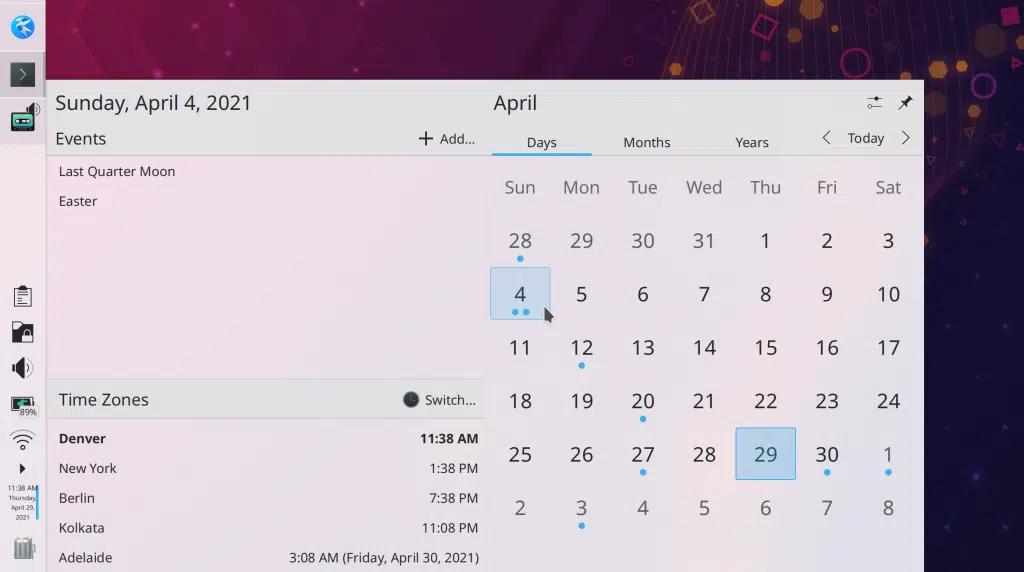 Sunday, April 4, 2021
Events
Add...
Last Quarter Moon
Easter
Time Zones
Switch...
Denver 11:38 AM
New York 1:38 PM
Berlin 7:38 PM
Kolkata 11:08 PM
Adelaide 3:08 AM (Friday, April 30, 2021)
April
Days Months Years Today
Sun Mon Tue Wed Thu Fri Sat
28 29 30 31 1 2 3
4 5 6 7 8 9 10
11 12 13 14 15 16 17
18 19 20 21 22 23 24
25 26 27 28 29 30 1
2 3 4 5 6 7 8
89%
11:38 AM
Thursday,
April 29,
2021